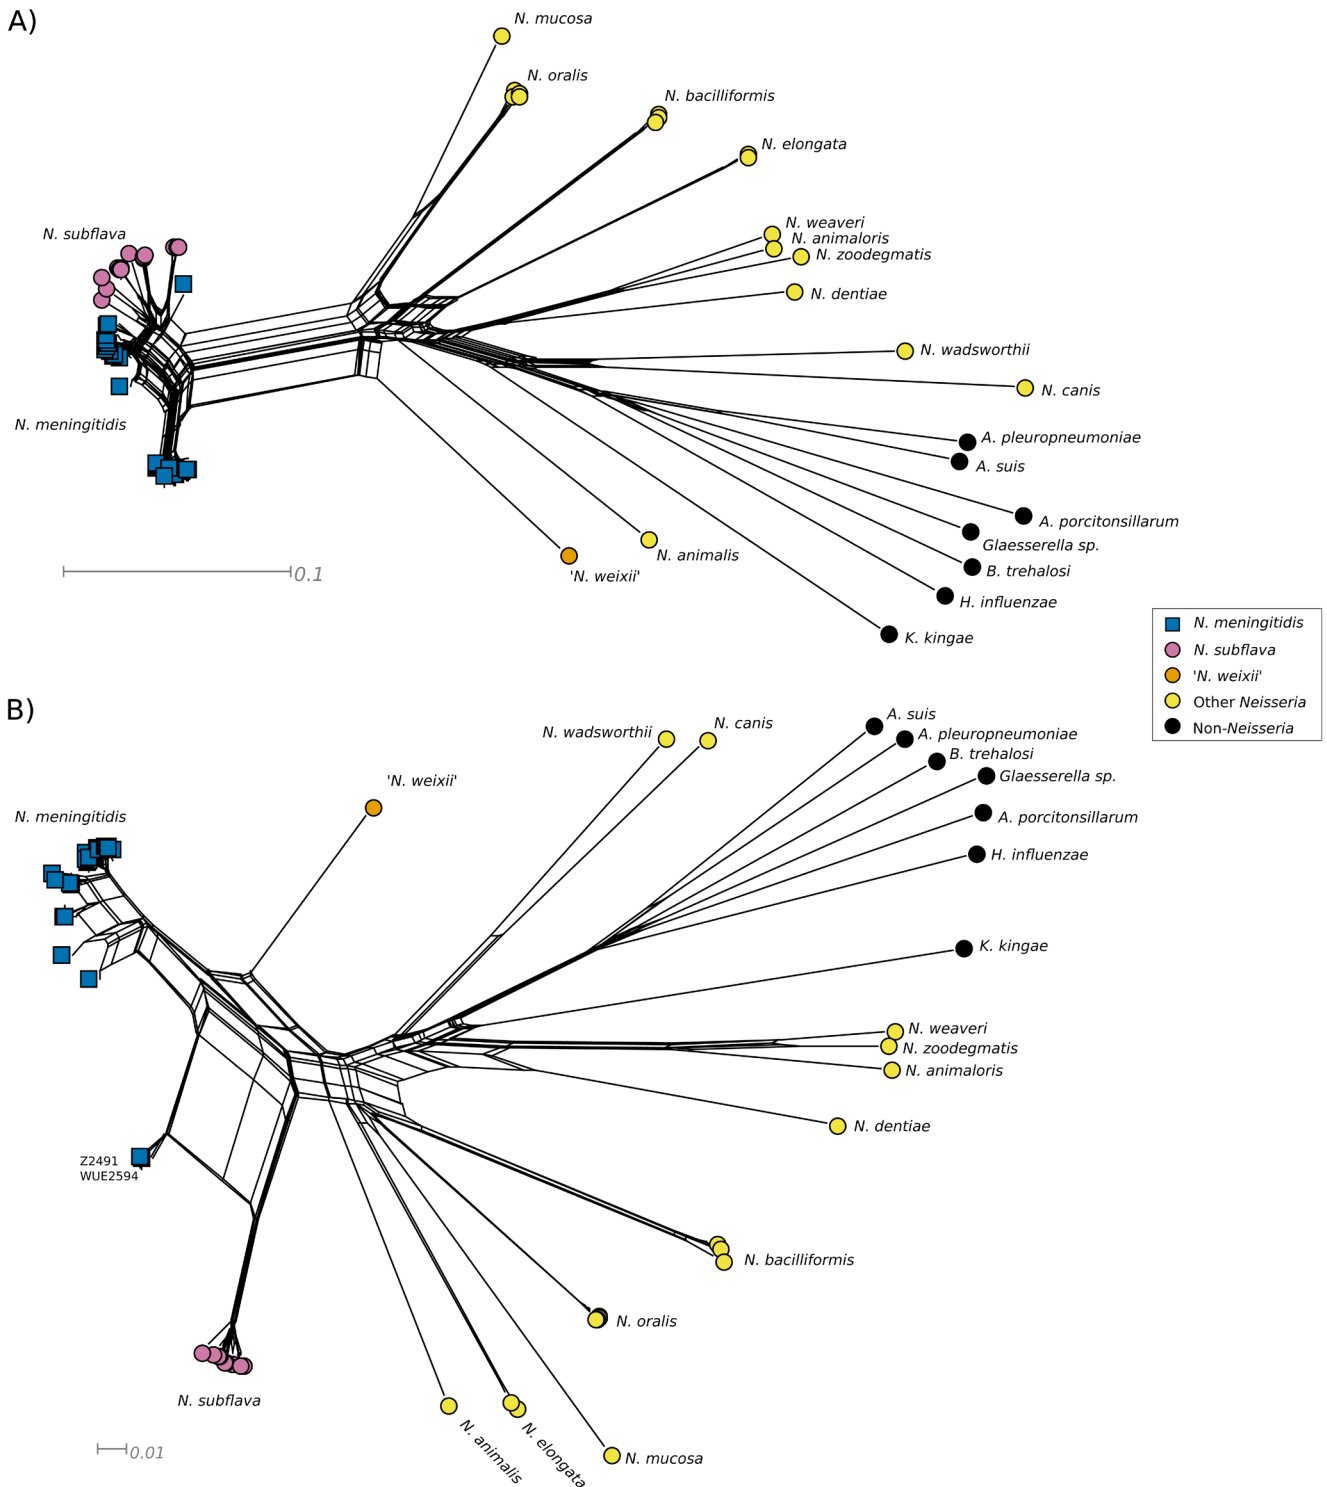 A)
N. mucosa
N. oralis
N. bacilliformis
N. elongata
N. weaveri
N. subflava
N. animaloris
N. zoodegmatis
N. dentiae
N. wadsworthii
N. canis
N. meningitidis
A. pleuropneumoniae
A. suis
A. porcitonsillarum
Glaesserella sp.
N. animalis
B. trehalosi
0.1
'N. weixii'
H. influenzae
K. kingae
N. meningitidis
N. subflava
'N. weixii'
Other Neisseria
Non-Neisseria
B)
A. suis
N. canis
N. wadsworthii
A. pleuropneumoniae
B. trehalosi
Glaesserella sp.
'N. weixii'
N. meningitidis
A. porcitonsillarum
H. influenzae
K. kingae
N. weaveri
N. zoodegmatis
N. animaloris
N. dentiae
Z2491
WUE2594
N. bacilliformis
N. oralis
N. subflava
0.01
N. animalis
N. elongata
N. mucosa